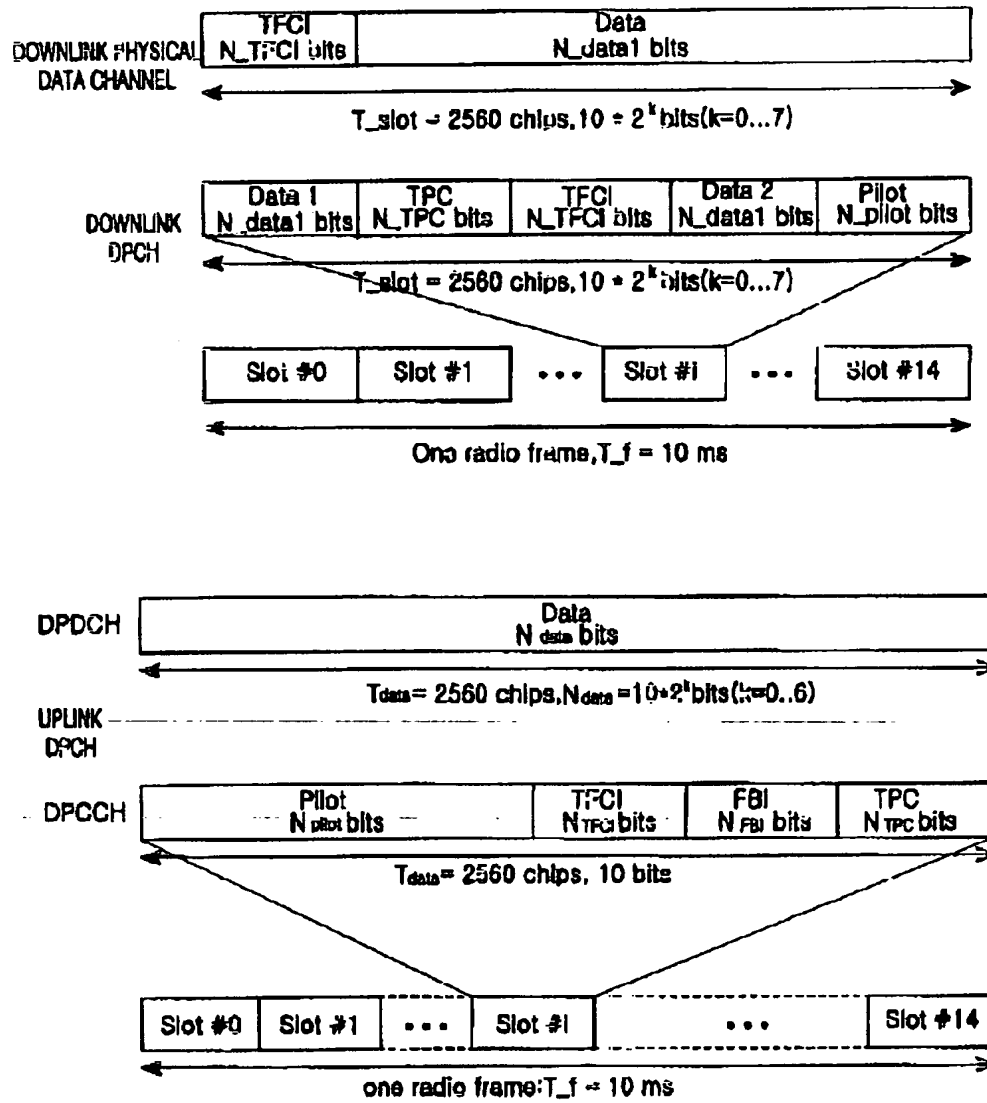 TFCI
N_TFCI bits
Data
N_data1 bits
DOWNLINK PHYSICAL
DATA CHANNEL
T_slot = 2560 chips,10 * 2^k bits(k=0...7)
Data 1
N_data1 bits
TPC
N_TPC bits
TFCI
N_TFCI bits
Data 2
N_data1 bits
Pilot
N_pilot bits
DOWNLINK
DPCH
T_slot = 2560 chips,10 * 2^k bits(k=0...7)
Slot #0
Slot #1
•••
Slot #i
•••
Slot #14
One radio frame,T_f = 10 ms
DPDCH
Data
N data bits
Tdata= 2560 chips,Ndata=10*2^k bits(k=0..6)
UPLINK
DPCH
DPCCH
Pilot
N pilot bits
TFCI
N TFCI bits
FBI
N FBI bits
TPC
N TPC bits
Tdata= 2560 chips, 10 bits
Slot #0
Slot #1
•••
Slot #i
•••
Slot #14
one radio frame:T_f = 10 ms